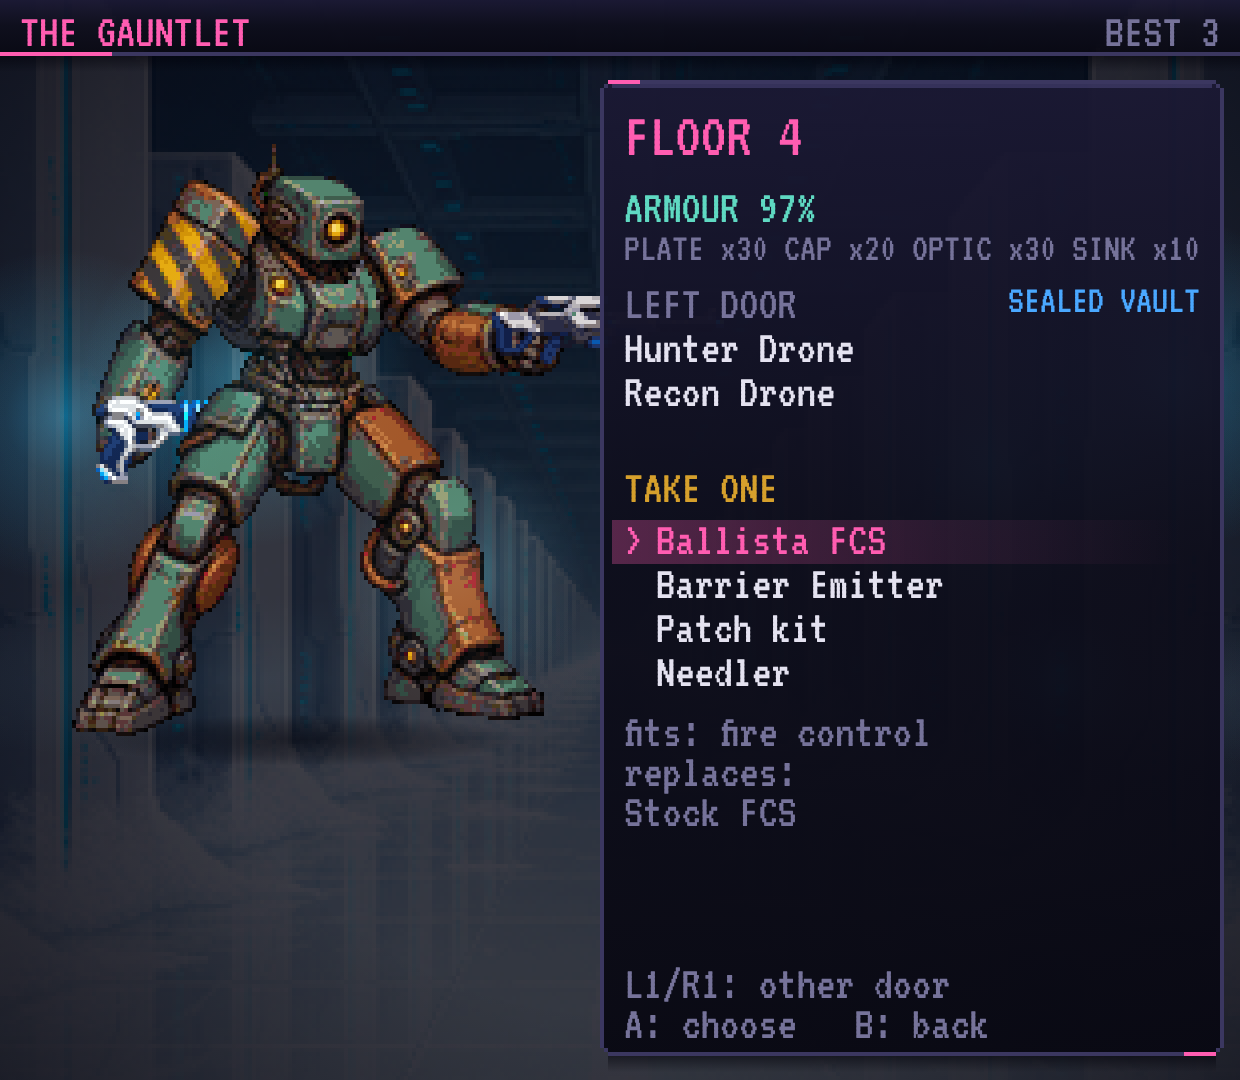 THE GAUNTLET
BEST 3
FLOOR 4
ARMOUR 97%
PLATE x30 CAP x20 OPTIC x30 SINK x10
LEFT DOOR SEALED VAULT
Hunter Drone
Recon Drone
TAKE ONE
> Ballista FCS
Barrier Emitter
Patch kit
Needler
fits: fire control
replaces:
Stock FCS
L1/R1: other door
A: choose B: back